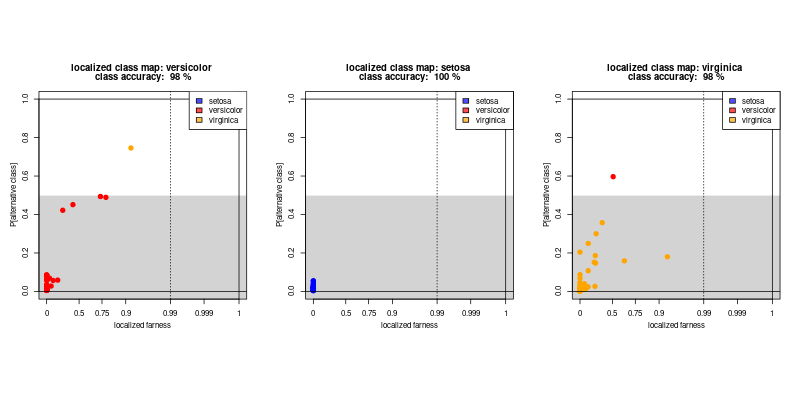 localized class map: versicolor
class accuracy: 98 %
setosa
versicolor
virginica
P[alternative class]
0.0
0.2
0.4
0.6
0.8
1.0
0 0.5 0.75 0.9 0.99 0.999 1
localized farness
localized class map: setosa
class accuracy: 100 %
setosa
versicolor
virginica
P[alternative class]
0.0
0.2
0.4
0.6
0.8
1.0
0 0.5 0.75 0.9 0.99 0.999 1
localized farness
localized class map: virginica
class accuracy: 98 %
setosa
versicolor
virginica
P[alternative class]
0.0
0.2
0.4
0.6
0.8
1.0
0 0.5 0.75 0.9 0.99 0.999 1
localized farness